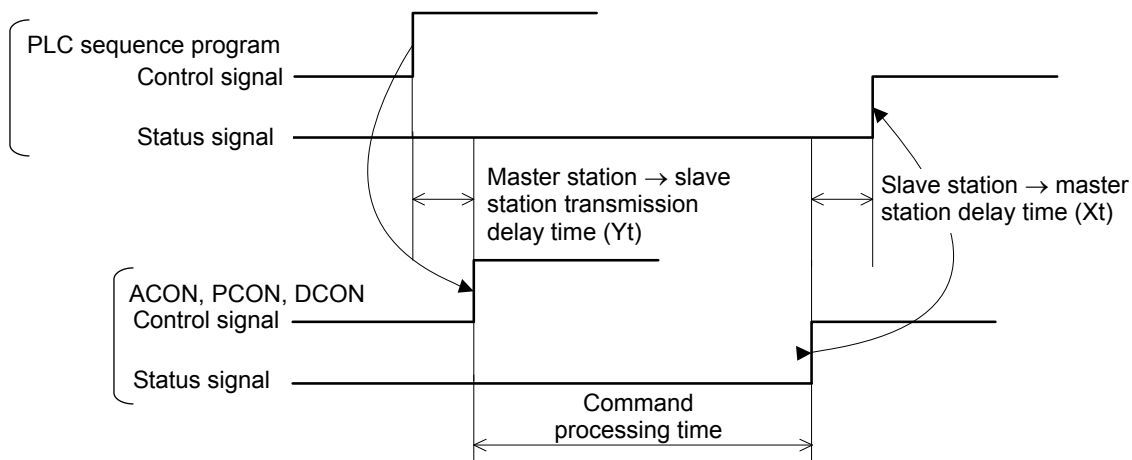 PLC sequence program
Control signal
Status signal
Master station → slave
station transmission
delay time (Yt)
Slave station → master
station delay time (Xt)
ACON, PCON, DCON
Control signal
Status signal
Command
processing time